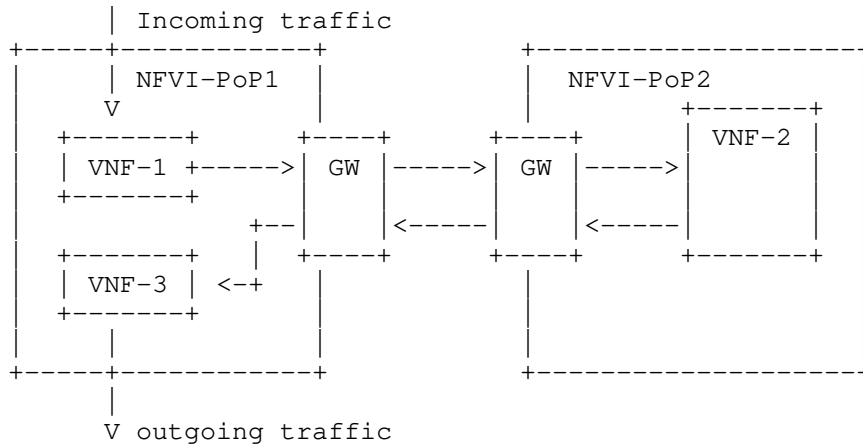 Incoming traffic
NFVI-PoP1 NFVI-PoP2
V
VNF-2
VNF-1 GW GW
VNF-3
V outgoing traffic